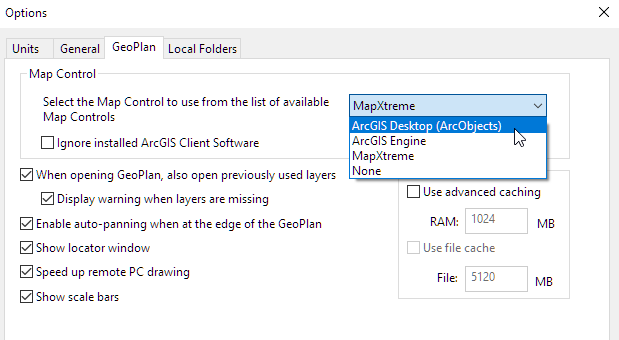 Options
Units
General
GeoPlan
Local Folders
Map Control
Select the Map Control to use from the list of available
Map Controls
MapXtreme
ArcGIS Desktop (ArcObjects)
ArcGIS Engine
MapXtreme
None
Ignore installed ArcGIS Client Software
When opening GeoPlan, also open previously used layers
Display warning when layers are missing
Enable auto-panning when at the edge of the GeoPlan
Show locator window
Speed up remote PC drawing
Show scale bars
Use advanced caching
RAM: 1024 MB
Use file cache
File: 5120 MB